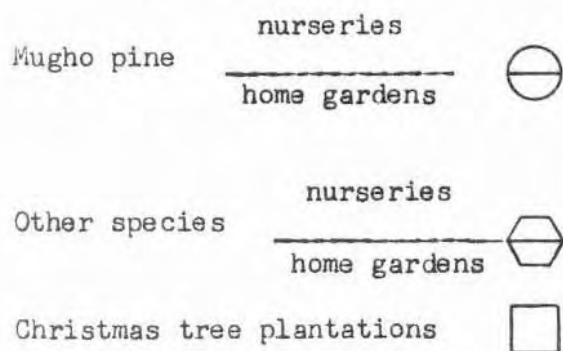 nurseries
Mugho pine
home gardens
nurseries
Other species
home gardens
Christmas tree plantations